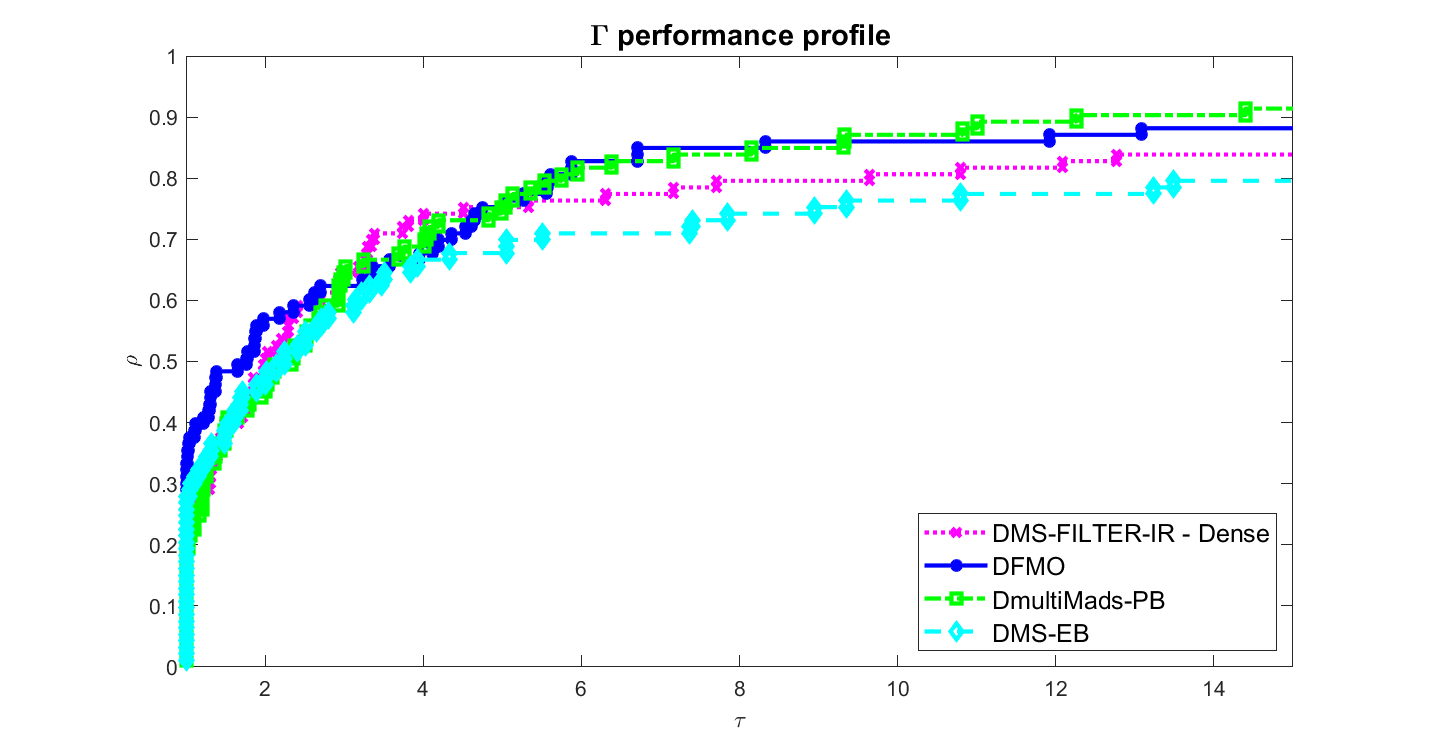 Γ performance profile
1
0.9
0.8
0.7
0.6
0.5
0.4
0.3
0.2
0.1
0
ρ
2 4 6 8 10 12 14
τ
DMS-FILTER-IR - Dense
DFMO
DmultiMads-PB
DMS-EB